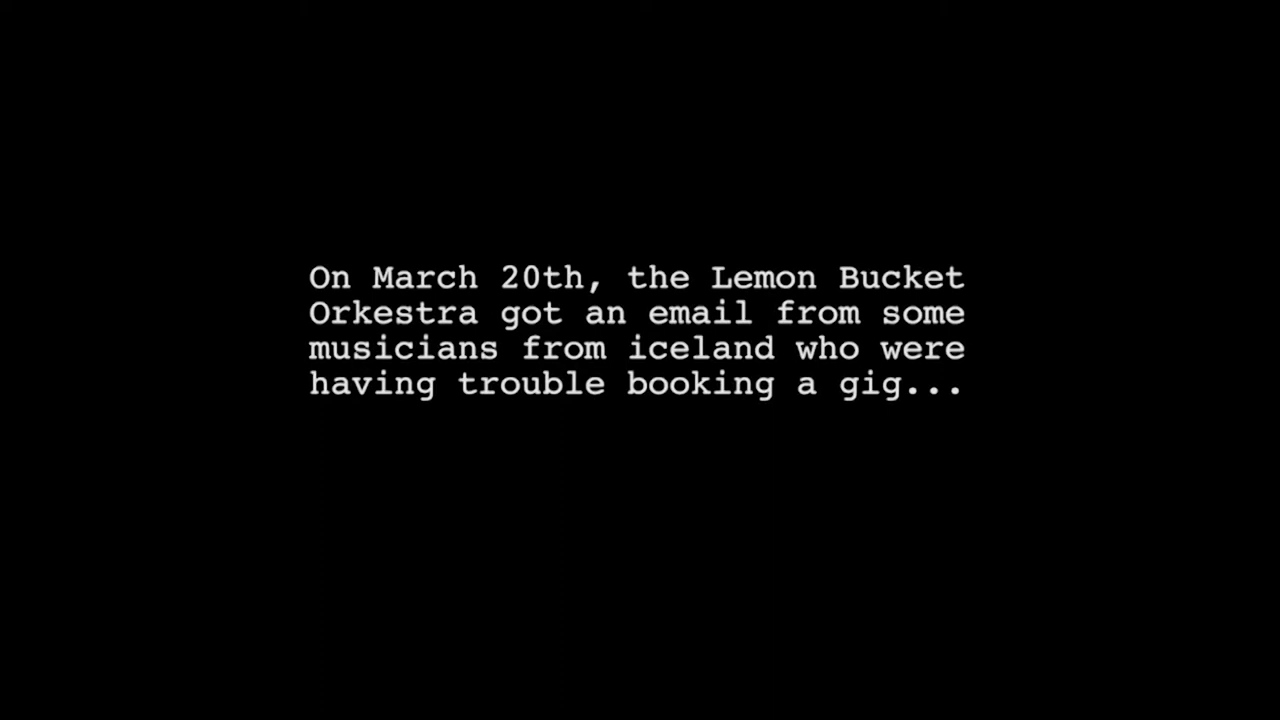 On March 20th, the Lemon Bucket
Orkestra got an email from some
musicians from iceland who were
having trouble booking a gig...